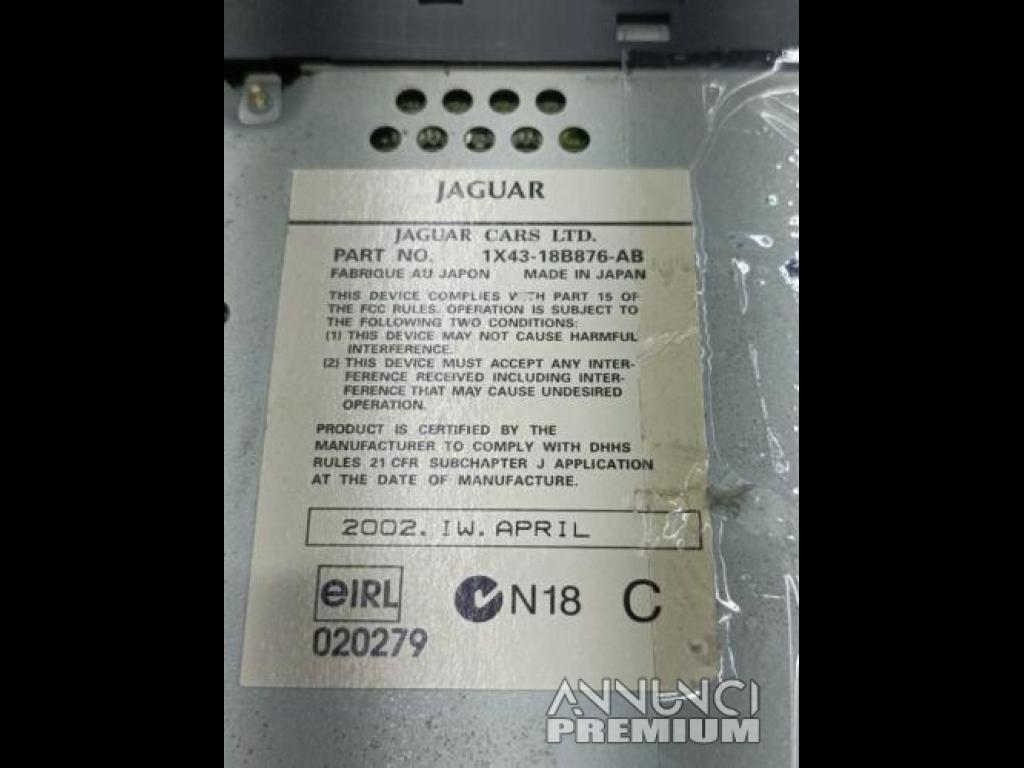 JAGUAR
JAGUAR CARS LTD.
PART NO. 1X43-18B876-AB
FABRIQUE AU JAPON MADE IN JAPAN
THIS DEVICE COMPLIES WITH PART 15 OF
THE FCC RULES. OPERATION IS SUBJECT TO
THE FOLLOWING TWO CONDITIONS:
(1) THIS DEVICE MAY NOT CAUSE HARMFUL
INTERFERENCE.
(2) THIS DEVICE MUST ACCEPT ANY INTER-
FERENCE RECEIVED INCLUDING INTER-
FERENCE THAT MAY CAUSE UNDESIRED
OPERATION.
PRODUCT IS CERTIFIED BY THE
MANUFACTURER TO COMPLY WITH DHHS
RULES 21 CFR SUBCHAPTER J APPLICATION
AT THE DATE OF MANUFACTURE.
2002. IW. APRIL
eIRL
N18 C
020279
ANNUNCI
PREMIUM